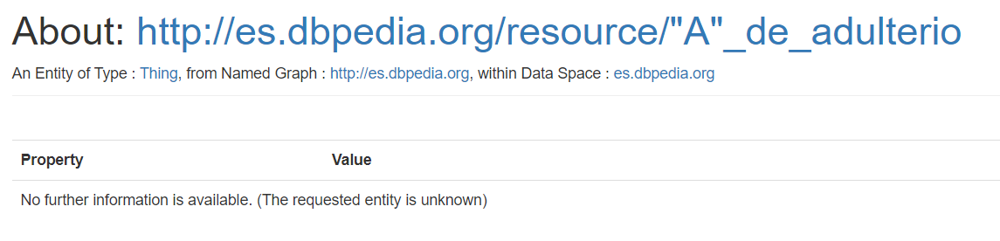 About: http://es.dbpedia.org/resource/"A"_de_adulterio
An Entity of Type : Thing, from Named Graph : http://es.dbpedia.org, within Data Space : es.dbpedia.org
Property Value
No further information is available. (The requested entity is unknown)